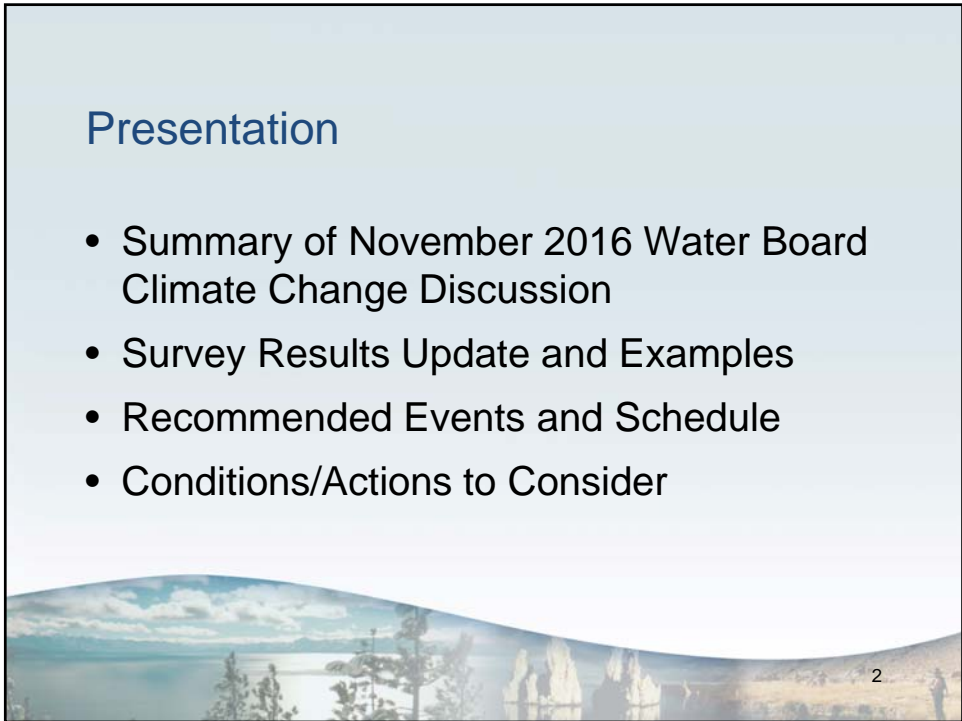 Presentation
• Summary of November 2016 Water Board
Climate Change Discussion
• Survey Results Update and Examples
• Recommended Events and Schedule
• Conditions/Actions to Consider
2